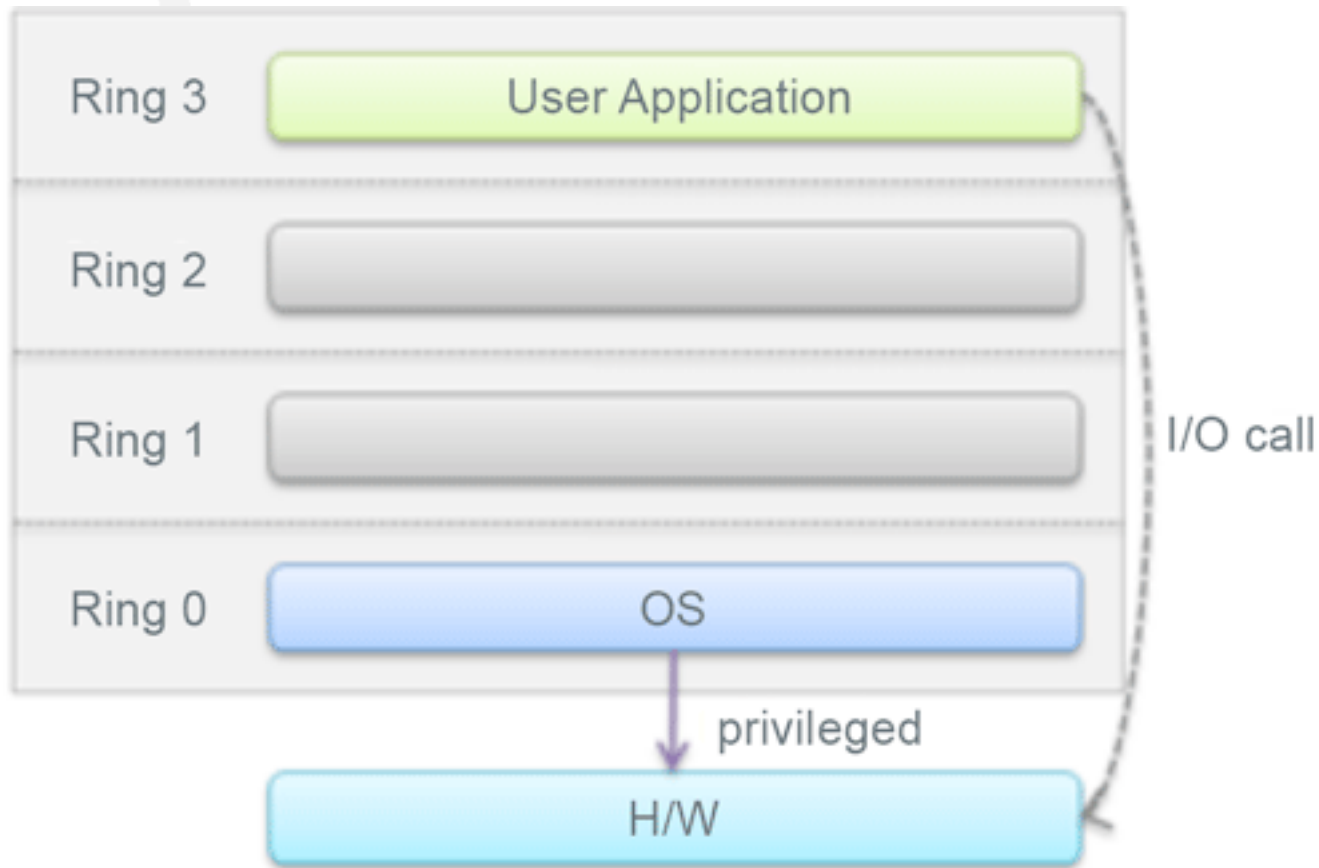 Ring 3
User Application
Ring 2
Ring 1
I/O call
Ring 0
OS
privileged
H/W